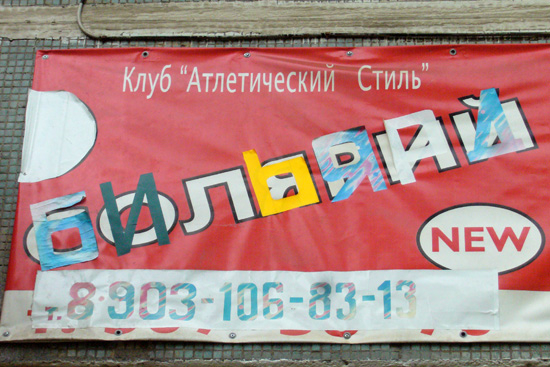 Клуб "Атлетический Стиль"
БИЛЬЯРД
NEW
т. 8-903-106-83-13